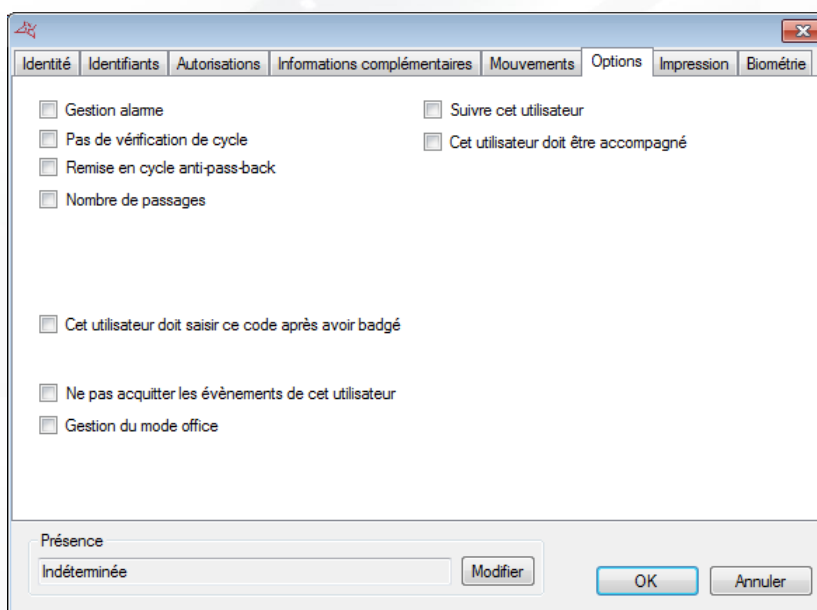 Identité Identifiants Autorisations Informations complémentaires Mouvements Options Impression Biométrie
Gestion alarme
Pas de vérification de cycle
Remise en cycle anti-pass-back
Nombre de passages
Suivre cet utilisateur
Cet utilisateur doit être accompagné
Cet utilisateur doit saisir ce code après avoir badgé
Ne pas acquitter les évènements de cet utilisateur
Gestion du mode office
Présence
Indéterminée
Modifier
OK
Annuler